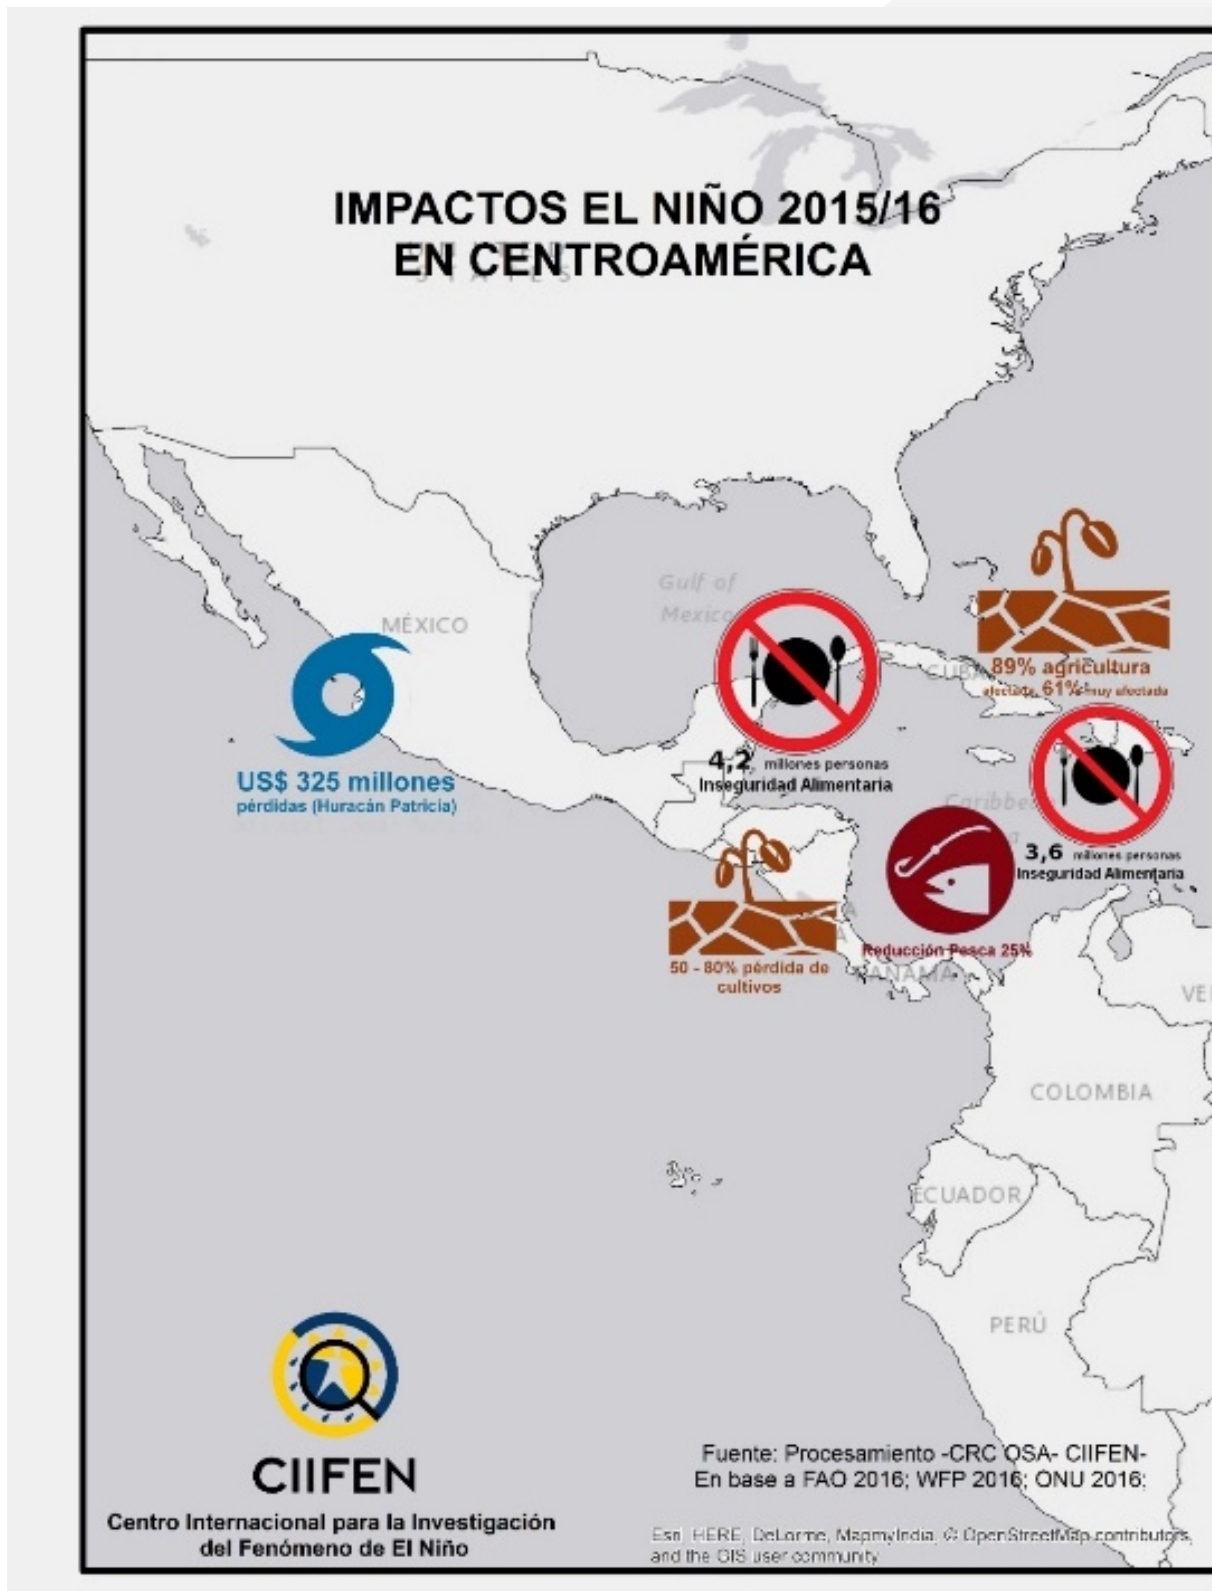 IMPACTOS EL NIÑO 2015/16
EN CENTROAMÉRICA
Gulf of
Mexico
MÉXICO
CUBA
89% agricultura
afectada, 61% muy afectada
US$ 325 millones
pérdidas (Huracán Patricia)
4,2 millones personas
Inseguridad Alimentaria
3,6 millones personas
Inseguridad Alimentaria
Reducción Pesca 25%
50 - 80% pérdida de
cultivos
PANAMÁ
VE
COLOMBIA
ECUADOR
PERÚ
CIIFEN
Centro Internacional para la Investigación
del Fenómeno de El Niño
Fuente: Procesamiento -CRC OSA- CIIFEN-
En base a FAO 2016; WFP 2016; ONU 2016;
Esri, HERE, DeLorme, MapmyIndia, © OpenStreetMap contributors,
and the GIS user community